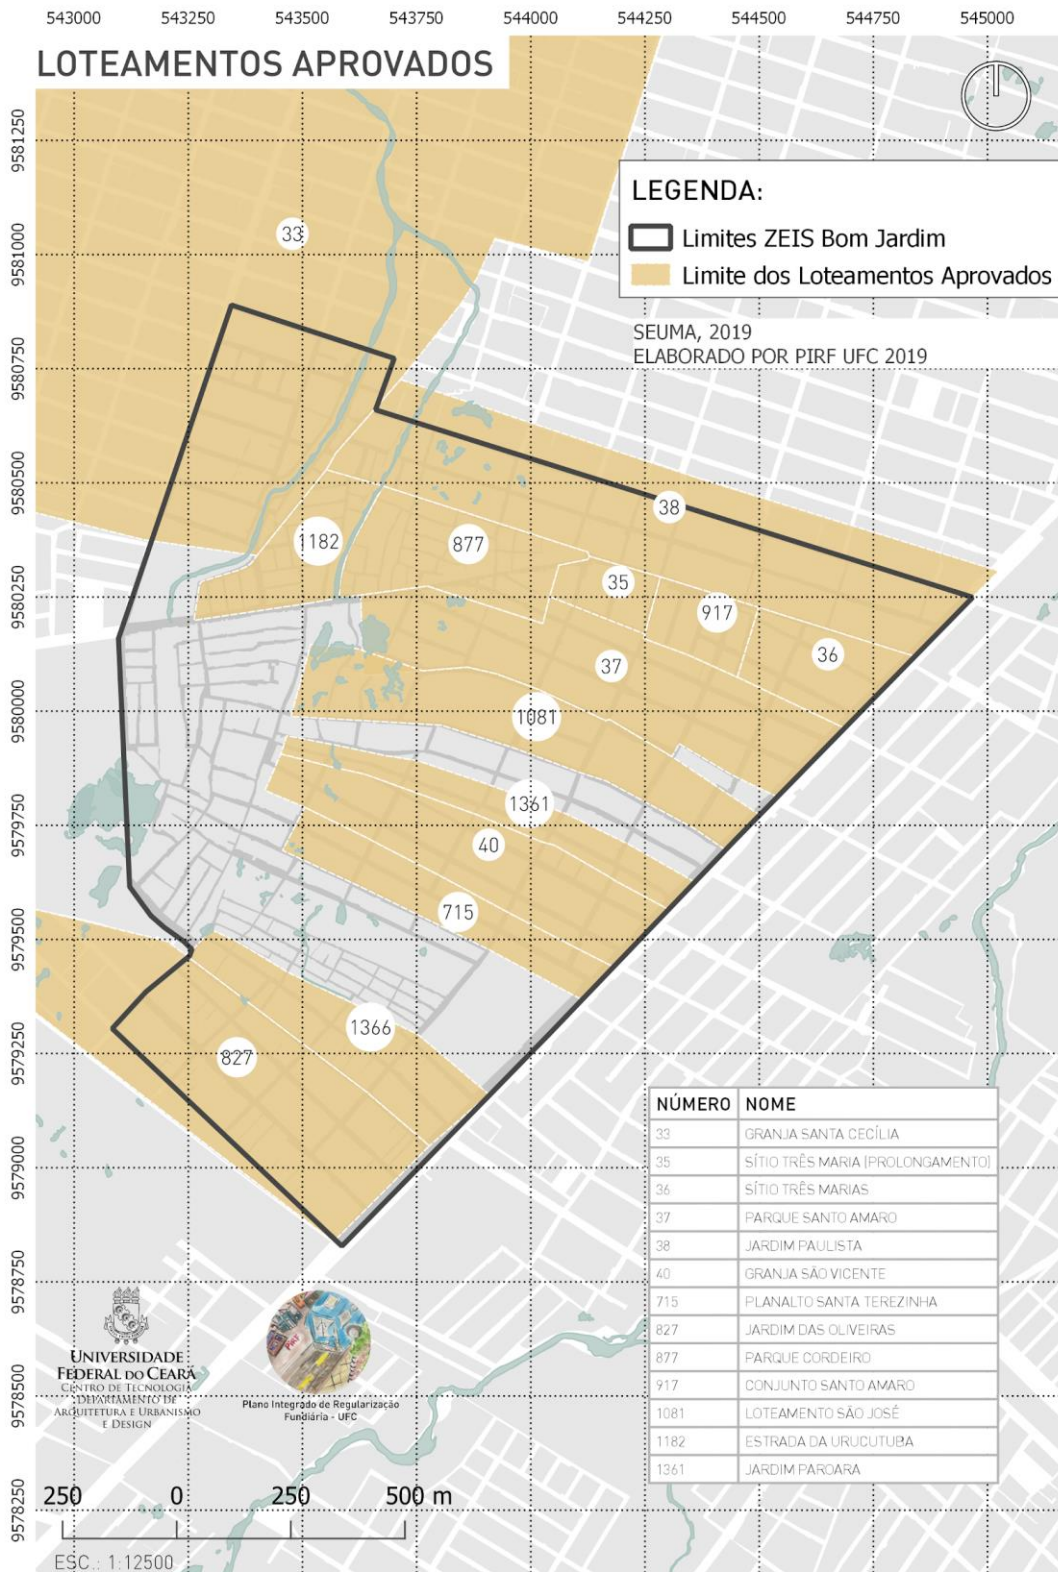 543000 543250 543500 543750 544000 544250 544500 544750 545000
LOTEAMENTOS APROVADOS
9581250
9581000
9580750
9580500
9580250
9580000
9579750
9579500
9579250
9579000
9578750
9578500
9578250
LEGENDA:
Limites ZEIS Bom Jardim
Limite dos Loteamentos Aprovados
SEUMA, 2019
ELABORADO POR PIRF UFC 2019
33
38
1182
877
35
917
36
37
1081
1361
40
715
1366
827
NÚMERO NOME
33 GRANJA SANTA CECÍLIA
35 SÍTIO TRÊS MARIA (PROLONGAMENTO)
36 SÍTIO TRÊS MARIAS
37 PARQUE SANTO AMARO
38 JARDIM PAULISTA
40 GRANJA SÃO VICENTE
715 PLANALTO SANTA TEREZINHA
827 JARDIM DAS OLIVEIRAS
877 PARQUE CORDEIRO
917 CONJUNTO SANTO AMARO
1081 LOTEAMENTO SÃO JOSÉ
1182 ESTRADA DA URUCUTUBA
1361 JARDIM PAROARA
UNIVERSIDADE
FEDERAL DO CEARÁ
CENTRO DE TECNOLOGIA
DEPARTAMENTO DE
ARQUITETURA E URBANISMO
E DESIGN
Plano Integrado de Regularização
Fundiária - UFC
250 0 250 500 m
ESC.: 1:12500